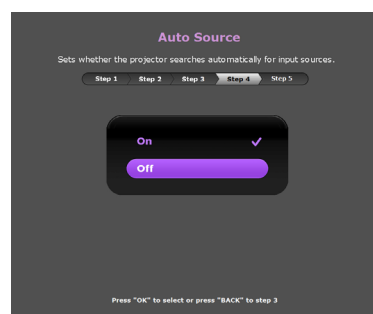 Auto Source
Sets whether the projector searches automatically for input sources.
Step 1 Step 2 Step 3 Step 4 Step 5
On
Off
Press "OK" to select or press "BACK" to step 3